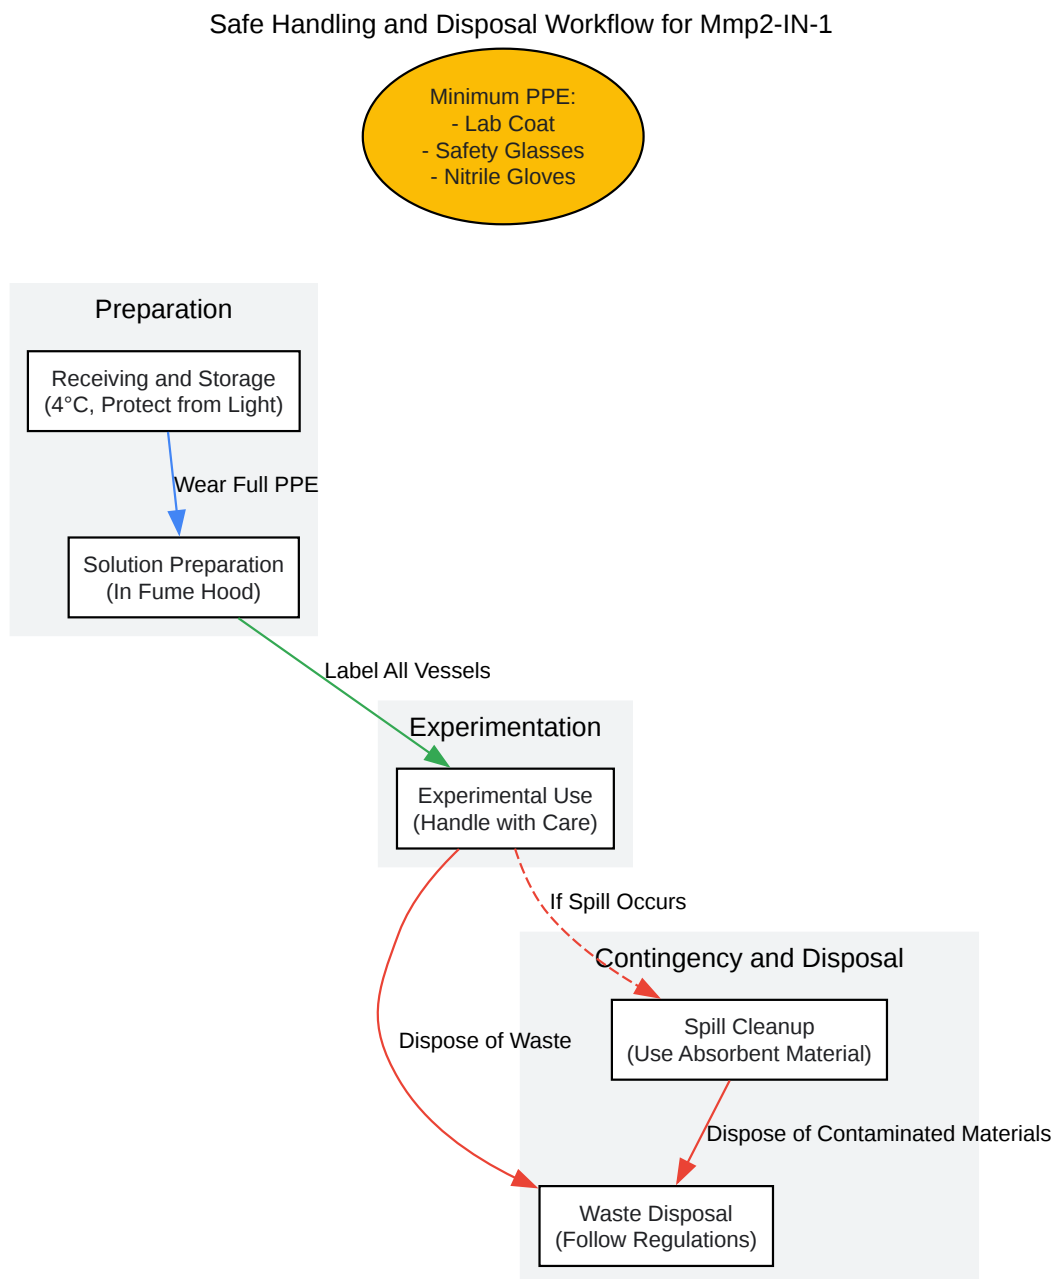 Safe Handling and Disposal Workflow for Mmp2-IN-1
Minimum PPE:
- Lab Coat
- Safety Glasses
- Nitrile Gloves
Preparation
Receiving and Storage
(4°C, Protect from Light)
Wear Full PPE
Solution Preparation
(In Fume Hood)
Label All Vessels
Experimentation
Experimental Use
(Handle with Care)
If Spill Occurs
Contingency and Disposal
Spill Cleanup
(Use Absorbent Material)
Dispose of Waste
Dispose of Contaminated Materials
Waste Disposal
(Follow Regulations)